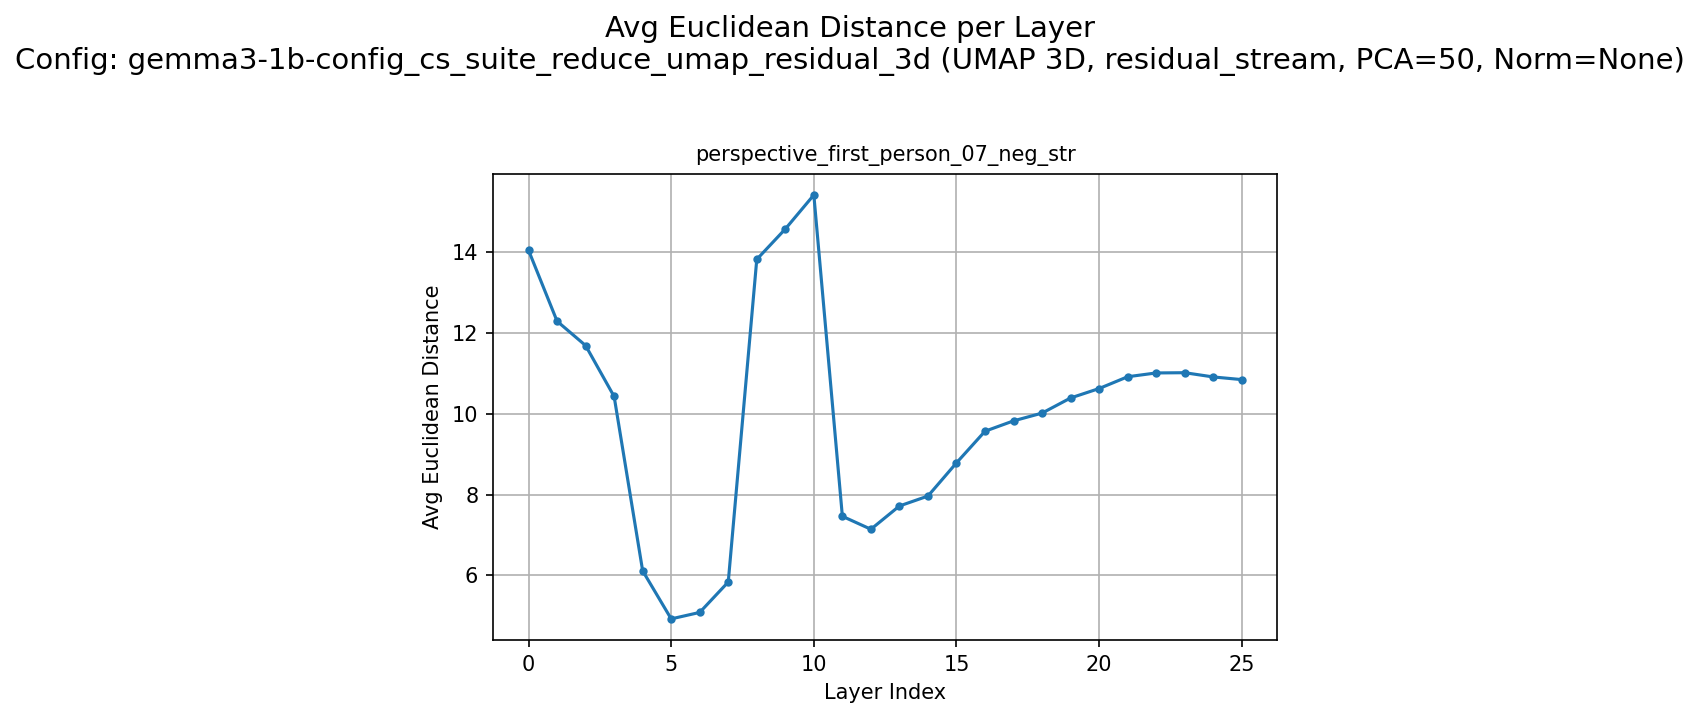 Avg Euclidean Distance per Layer
Config: gemma3-1b-config_cs_suite_reduce_umap_residual_3d (UMAP 3D, residual_stream, PCA=50, Norm=None)
perspective_first_person_07_neg_str
Avg Euclidean Distance
14
12
10
8
6
0 5 10 15 20 25
Layer Index